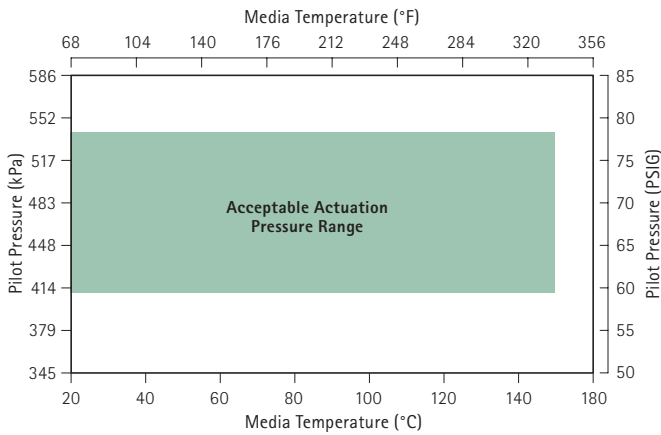 Media Temperature (°F)
68 104 140 176 212 248 284 320 356
586 85
552 80
517 75
483 70
448 65
414 60
379 55
345 50
Pilot Pressure (kPa)
Acceptable Actuation
Pressure Range
Pilot Pressure (PSIG)
20 40 60 80 100 120 140 180
Media Temperature (°C)